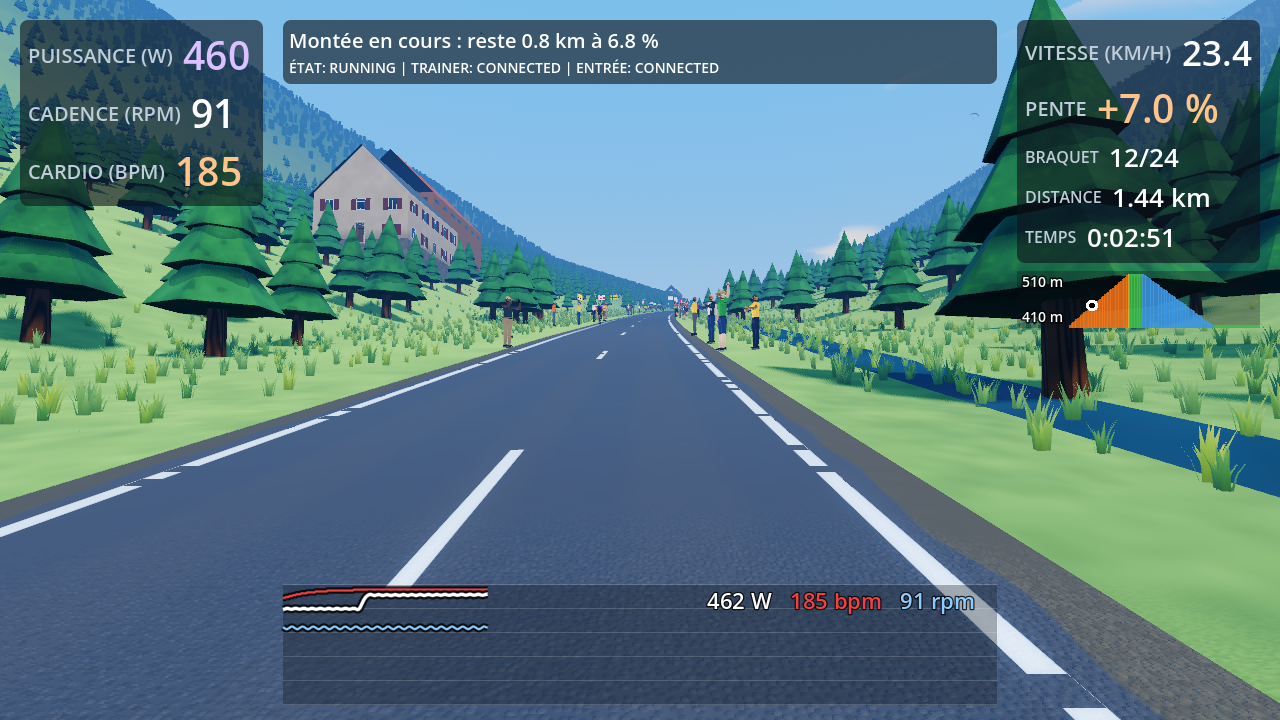 PUISSANCE (W) 460
CADENCE (RPM) 91
CARDIO (BPM) 185
Montée en cours : reste 0.8 km à 6.8 %
ÉTAT: RUNNING | TRAINER: CONNECTED | ENTRÉE: CONNECTED
VITESSE (KM/H) 23.4
PENTE +7.0 %
BRAQUET 12/24
DISTANCE 1.44 km
TEMPS 0:02:51
510 m
410 m
462 W 185 bpm 91 rpm